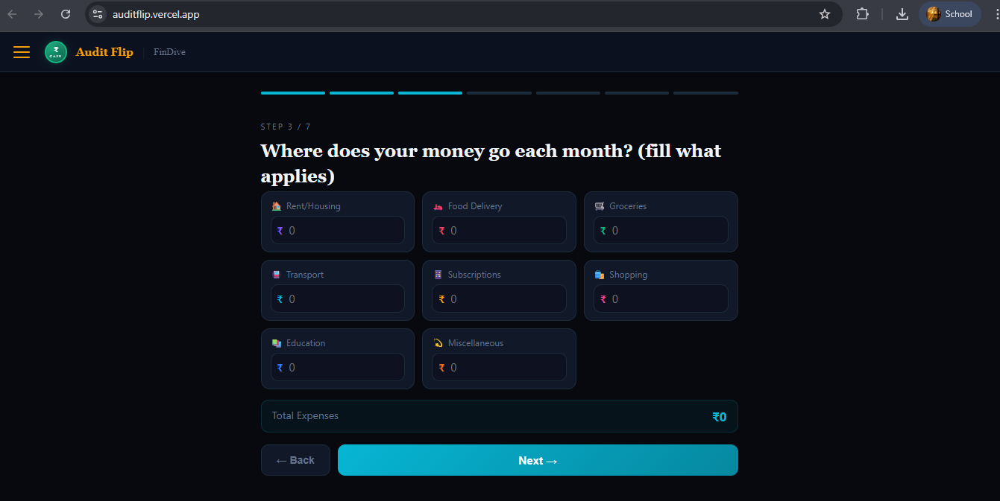 auditflip.vercel.app
School
₹
CASH
Audit Flip
FinDive
STEP 3 / 7
Where does your money go each month? (fill what
applies)
Rent/Housing
₹ 0
Food Delivery
₹ 0
Groceries
₹ 0
Transport
₹ 0
Subscriptions
₹ 0
Shopping
₹ 0
Education
₹ 0
Miscellaneous
₹ 0
Total Expenses ₹0
← Back
Next →